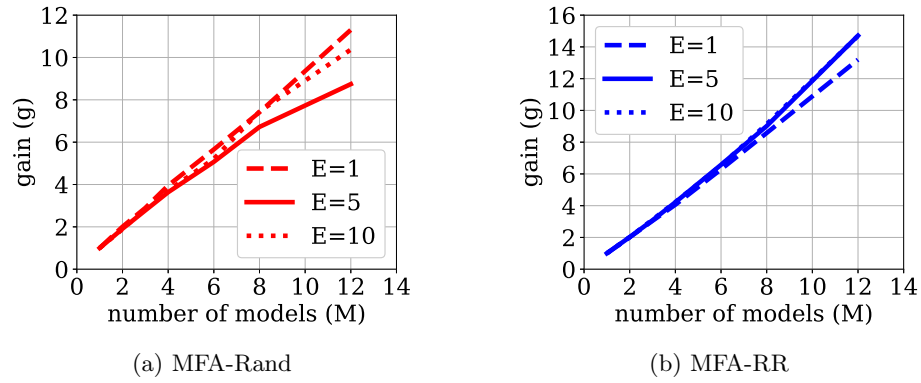 12
10
8
6
4
2
0
gain (g)
E=1
E=5
E=10
0 2 4 6 8 10 12 14
number of models (M)
(a) MFA-Rand
16
14
12
10
8
6
4
2
0
gain (g)
E=1
E=5
E=10
0 2 4 6 8 10 12 14
number of models (M)
(b) MFA-RR